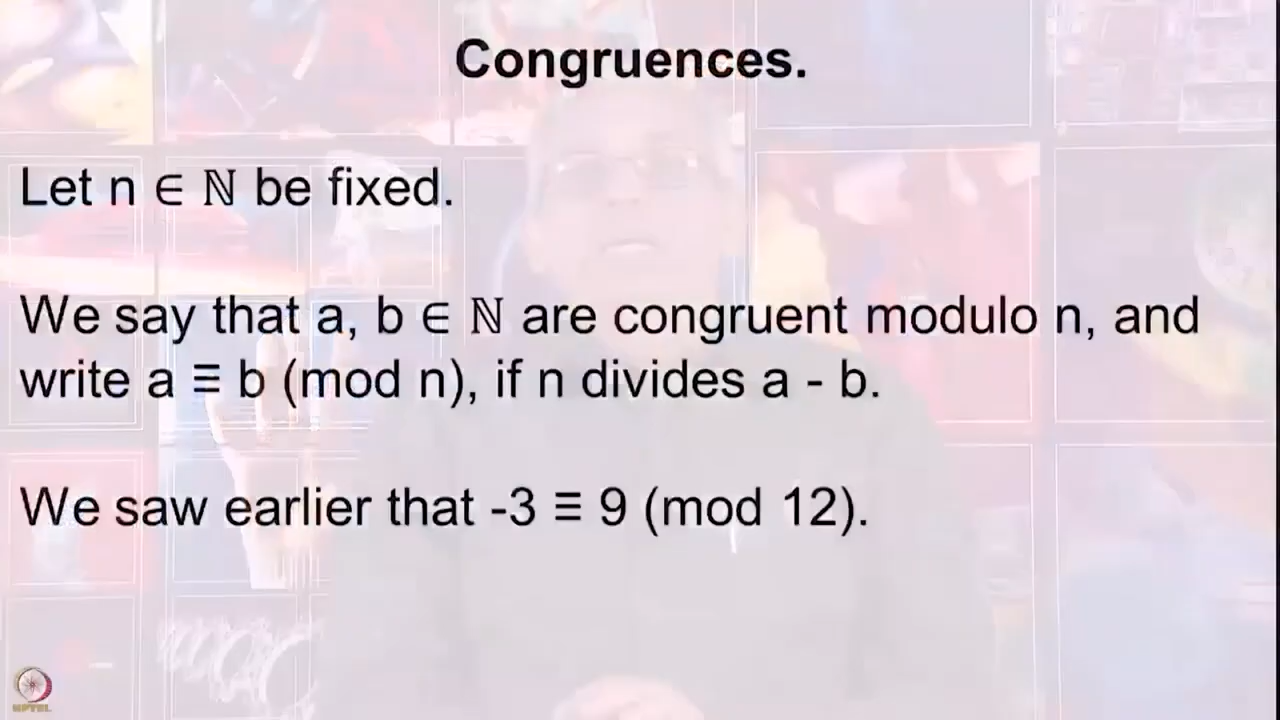 Congruences.
Let n ∈ ℕ be fixed.
We say that a, b ∈ ℕ are congruent modulo n, and
write a ≡ b (mod n), if n divides a - b.
We saw earlier that -3 ≡ 9 (mod 12).
NPTEL